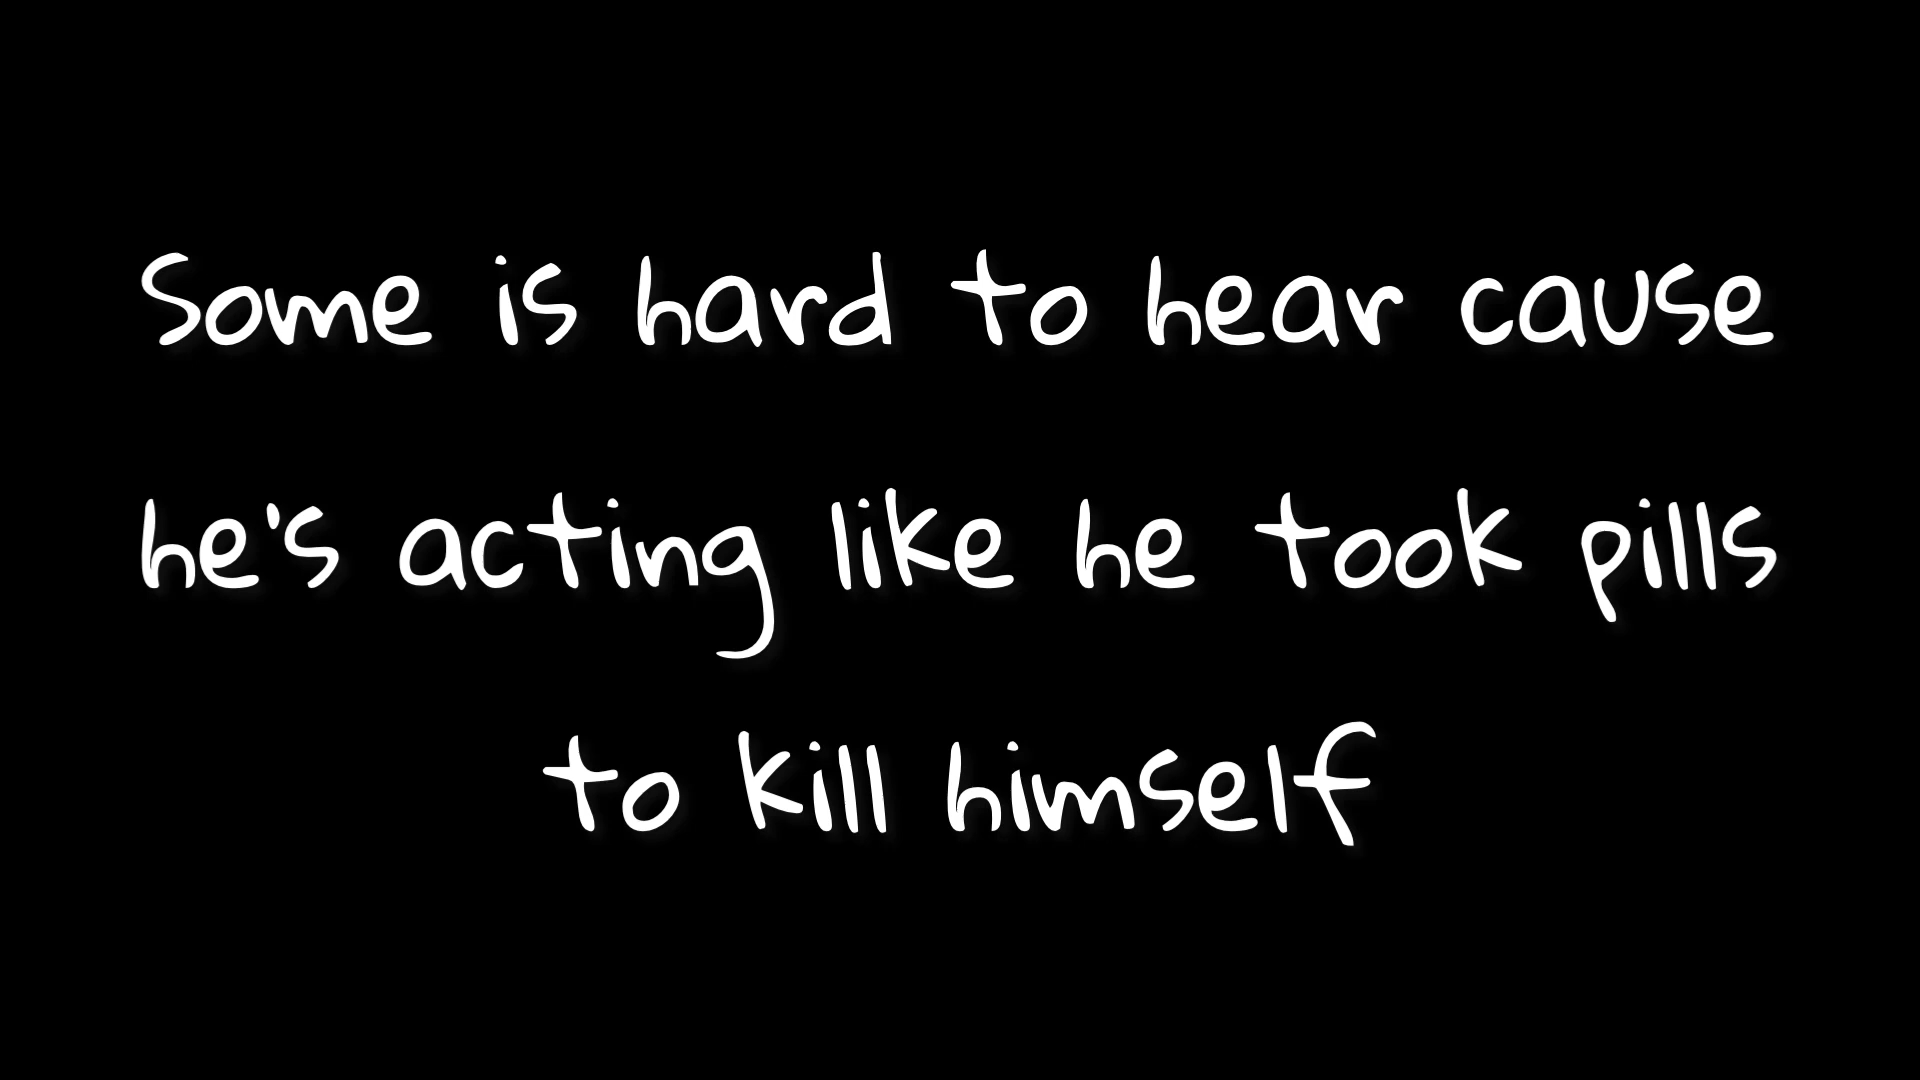 Some is hard to hear cause
he's acting like he took pills
to kill himself